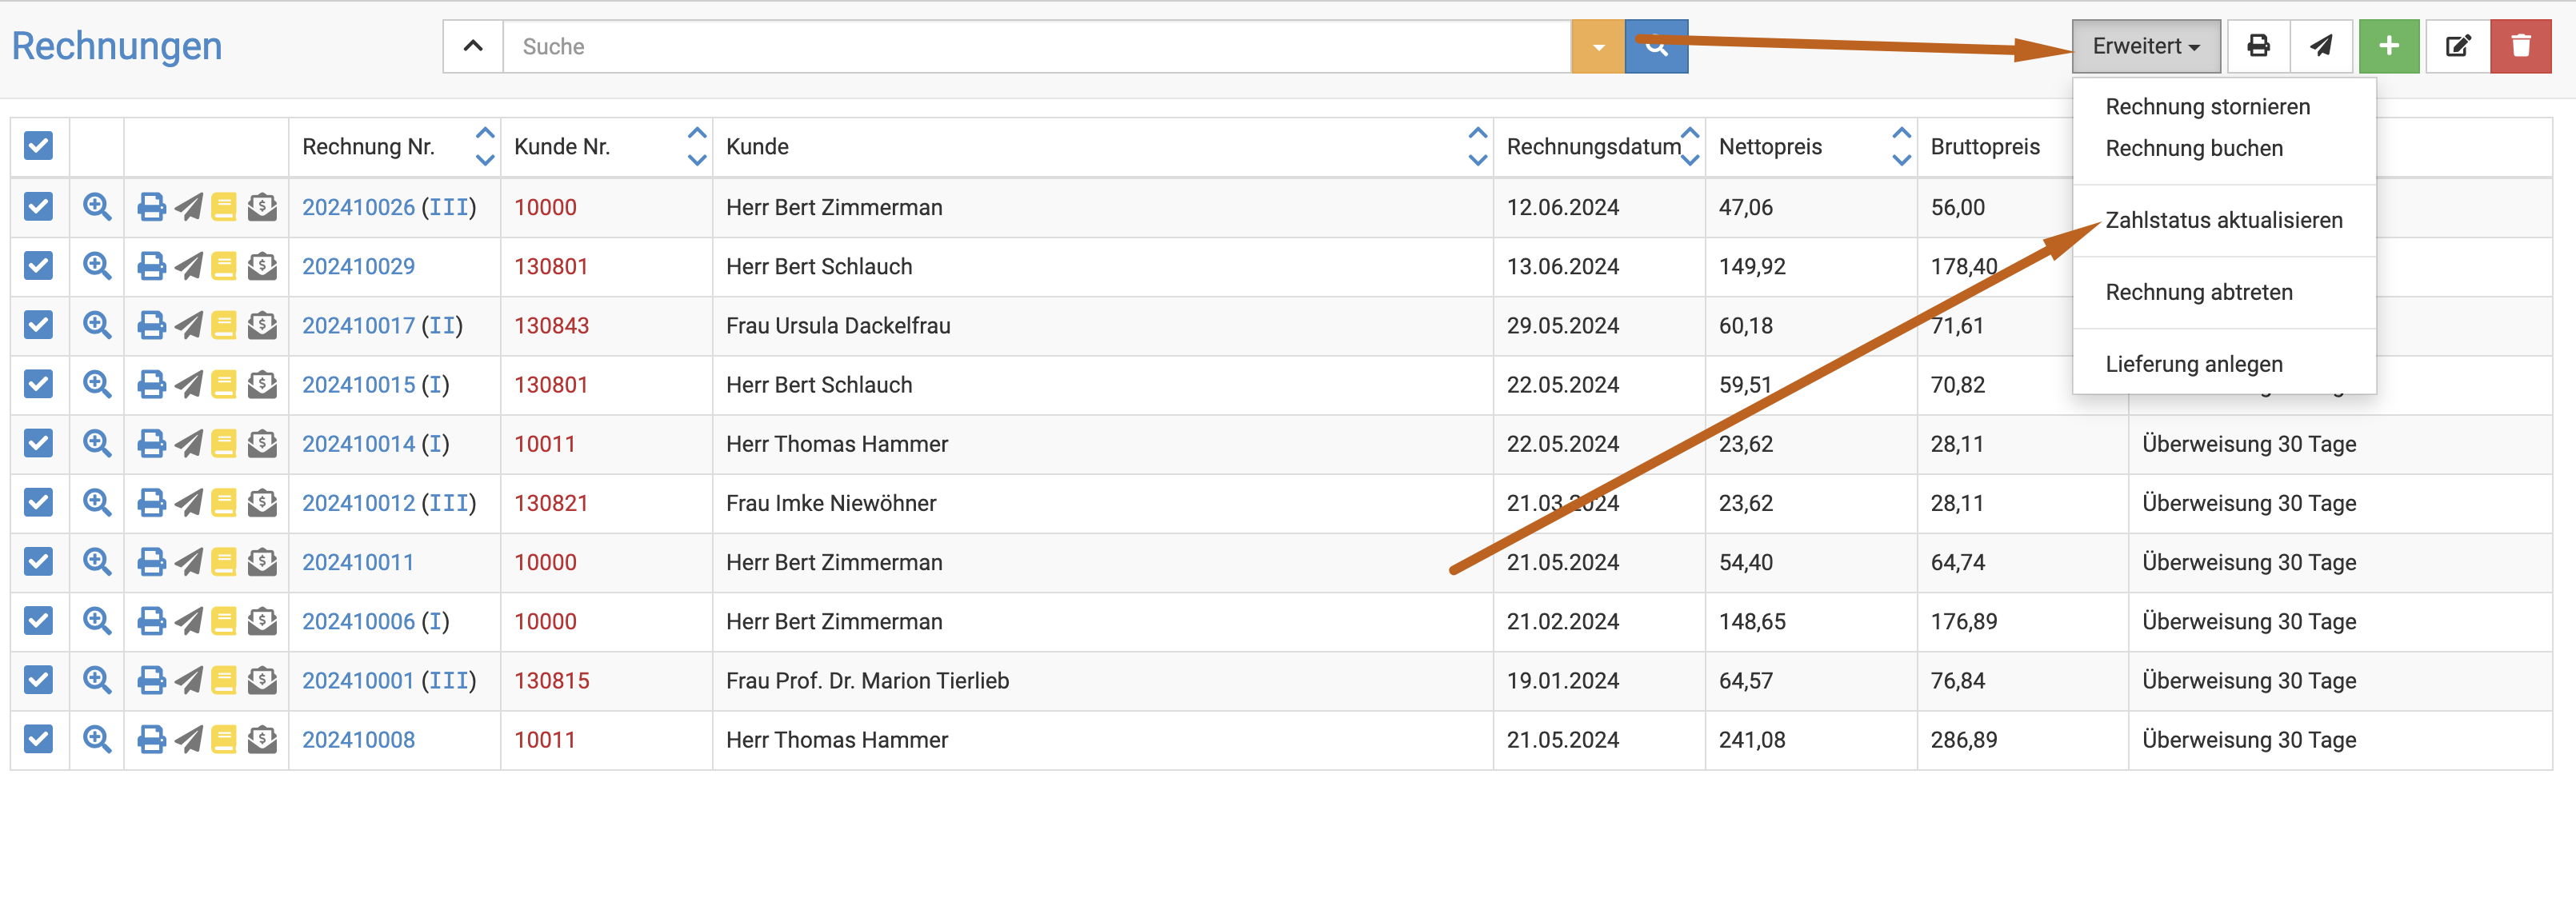 Rechnungen
Suche
Erweitert
Rechnung stornieren
Rechnung buchen
Zahlstatus aktualisieren
Rechnung abtreten
Lieferung anlegen
Rechnung Nr. Kunde Nr. Kunde Rechnungsdatum Nettopreis Bruttopreis
202410026 (III) 10000 Herr Bert Zimmerman 12.06.2024 47,06 56,00
202410029 130801 Herr Bert Schlauch 13.06.2024 149,92 178,40
202410017 (II) 130843 Frau Ursula Dackelfrau 29.05.2024 60,18 71,61
202410015 (I) 130801 Herr Bert Schlauch 22.05.2024 59,51 70,82
202410014 (I) 10011 Herr Thomas Hammer 22.05.2024 23,62 28,11 Überweisung 30 Tage
202410012 (III) 130821 Frau Imke Niewöhner 21.03.2024 23,62 28,11 Überweisung 30 Tage
202410011 10000 Herr Bert Zimmerman 21.05.2024 54,40 64,74 Überweisung 30 Tage
202410006 (I) 10000 Herr Bert Zimmerman 21.02.2024 148,65 176,89 Überweisung 30 Tage
202410001 (III) 130815 Frau Prof. Dr. Marion Tierlieb 19.01.2024 64,57 76,84 Überweisung 30 Tage
202410008 10011 Herr Thomas Hammer 21.05.2024 241,08 286,89 Überweisung 30 Tage